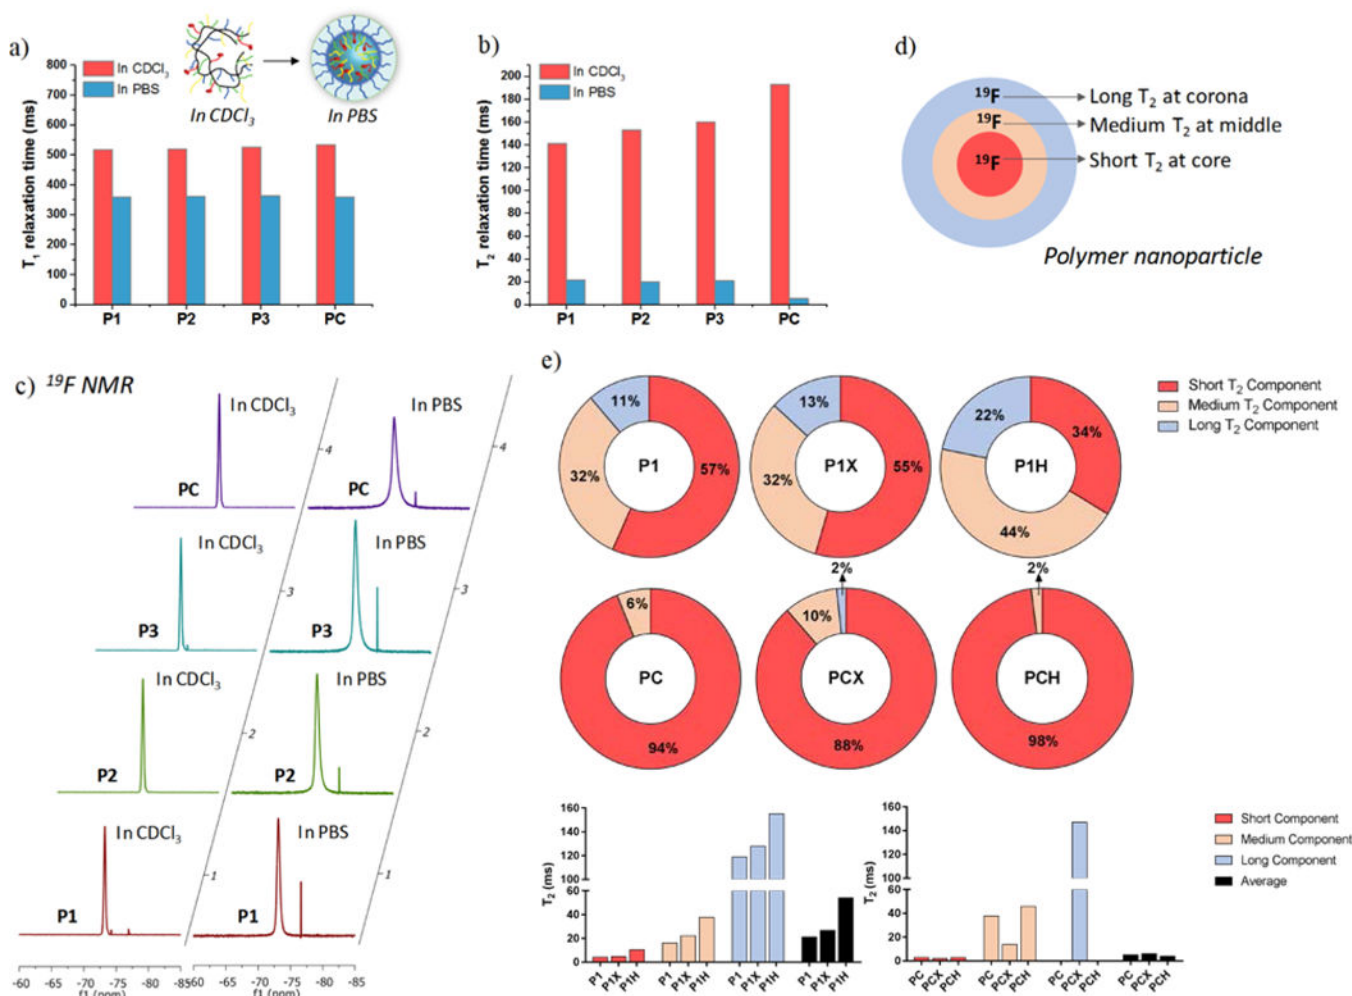 a)
In CDCl3
In PBS
In CDCl3
In PBS
T1 relaxation time (ms)
800
700
600
500
400
300
200
100
0
P1 P2 P3 PC
b)
In CDCl3
In PBS
T2 relaxation time (ms)
200
180
160
140
120
100
80
60
40
20
0
P1 P2 P3 PC
d)
19F
19F
19F
Long T2 at corona
Medium T2 at middle
Short T2 at core
Polymer nanoparticle
c) 19F NMR
In CDCl3
In PBS
PC
PC
4
4
In CDCl3
In PBS
P3
P3
3
3
In CDCl3
In PBS
P2
P2
2
2
In CDCl3
In PBS
P1
P1
1
1
-60 -65 -70 -75 -80 -85 -60 -65 -70 -75 -80 -85
f1 (ppm)
f1 (ppm)
e)
11%
32%
57%
P1
13%
32%
55%
P1X
22%
44%
34%
P1H
Short T2 Component
Medium T2 Component
Long T2 Component
6%
94%
PC
2%
10%
88%
PCX
2%
98%
PCH
T2 (ms)
160
140
120
100
60
40
20
0
P1 P1X P1H P1 P1X P1H P1 P1X P1H P1 P1X P1H
T2 (ms)
160
140
120
100
60
40
20
0
PC PCX PCH PC PCX PCH PC PCX PCH PC PCX PCH
Short Component
Medium Component
Long Component
Average